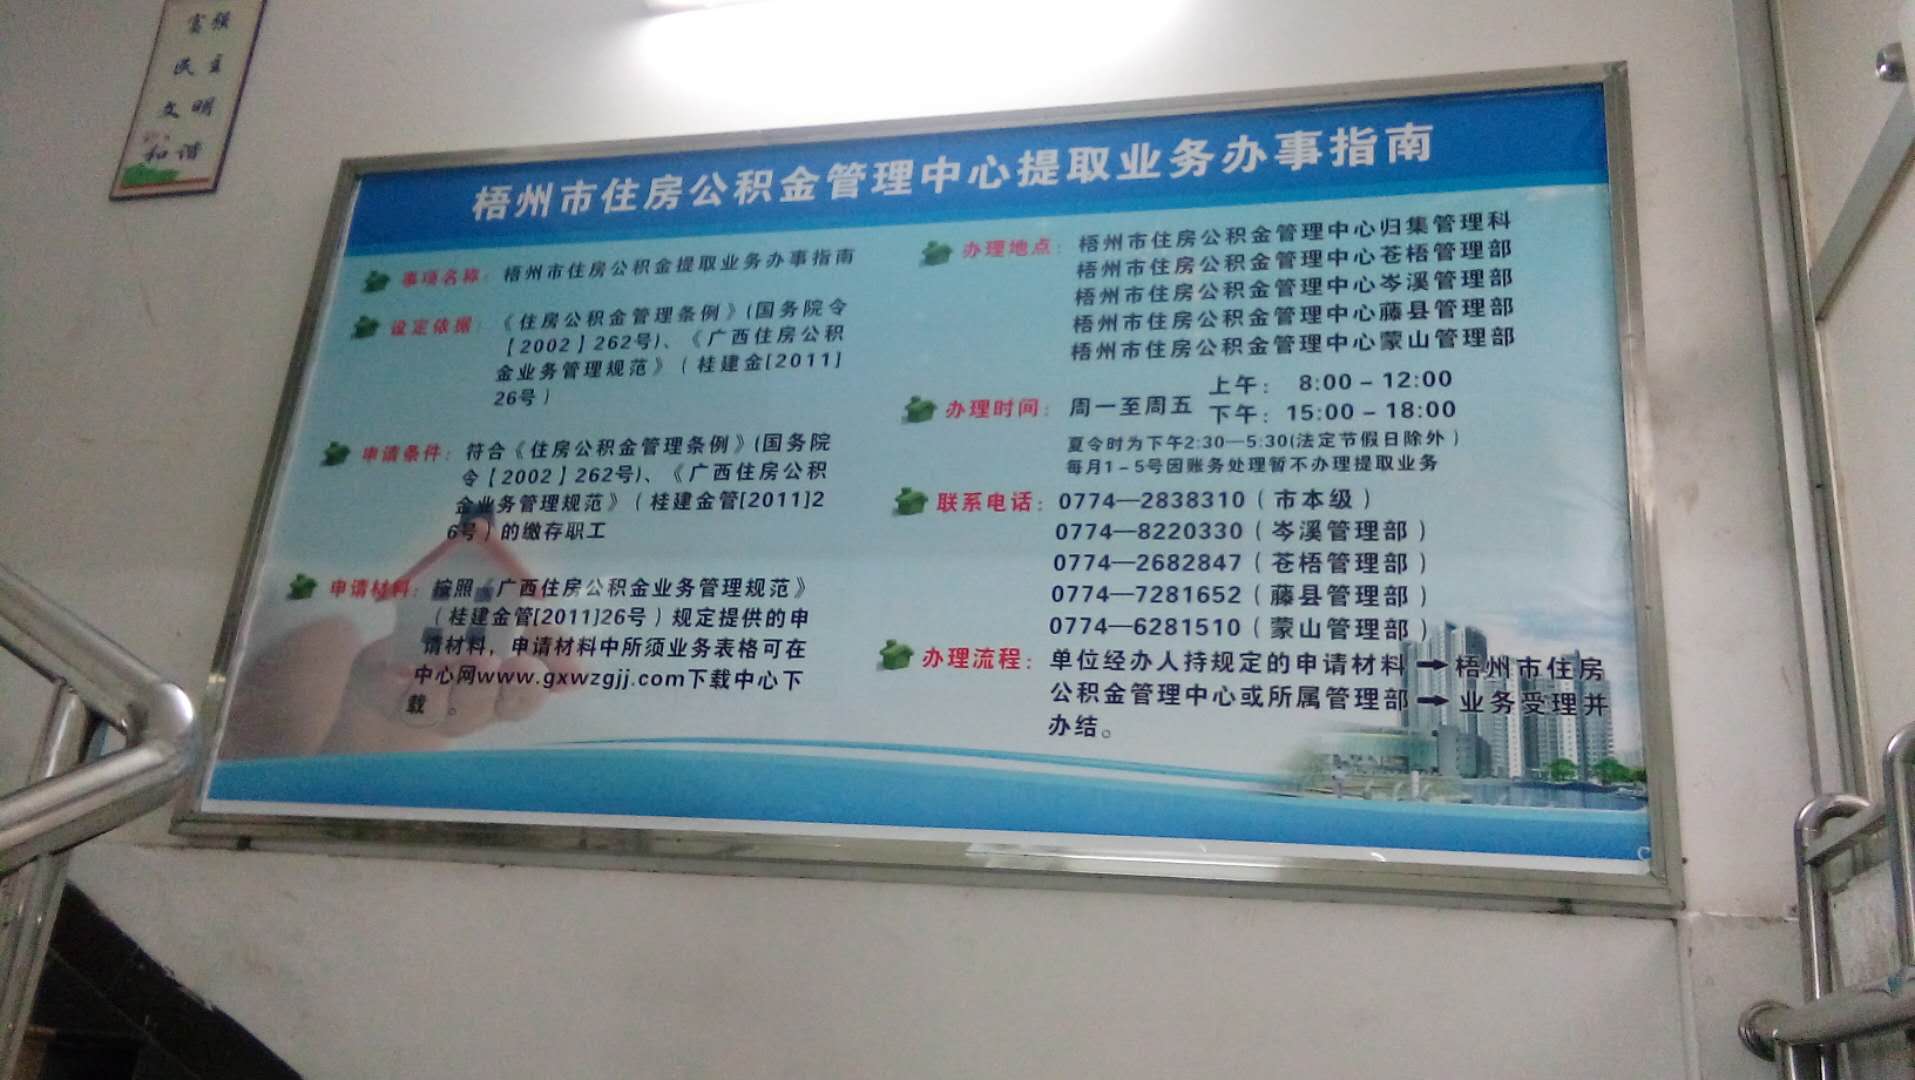 富强
民主
文明
和谐
梧州市住房公积金管理中心提取业务办事指南
事项名称：梧州市住房公积金提取业务办事指南
设定依据：《住房公积金管理条例》(国务院令
【2002】262号)、《广西住房公积
金业务管理规范》（桂建金[2011]
26号）
申请条件：符合《住房公积金管理条例》(国务院
令【2002】262号)、《广西住房公积
金业务管理规范》（桂建金管[2011]2
6号）的缴存职工
申请材料：按照《广西住房公积金业务管理规范》
（桂建金管[2011]26号）规定提供的申
请材料，申请材料中所须业务表格可在
中心网www.gxwzgjj.com下载中心下
载。
办理地点：梧州市住房公积金管理中心归集管理科
梧州市住房公积金管理中心苍梧管理部
梧州市住房公积金管理中心岑溪管理部
梧州市住房公积金管理中心藤县管理部
梧州市住房公积金管理中心蒙山管理部
办理时间：周一至周五 上午：8:00－12:00
下午：15:00－18:00
夏令时为下午2:30—5:30(法定节假日除外）
每月1－5号因账务处理暂不办理提取业务
联系电话：0774—2838310（市本级）
0774—8220330（岑溪管理部）
0774—2682847（苍梧管理部）
0774—7281652（藤县管理部）
0774—6281510（蒙山管理部）
办理流程：单位经办人持规定的申请材料➡梧州市住房
公积金管理中心或所属管理部➡业务受理并
办结。